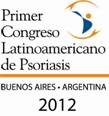 Primer
Congreso
Latinoamericano
de Psoriasis
BUENOS AIRES • ARGENTINA
2012